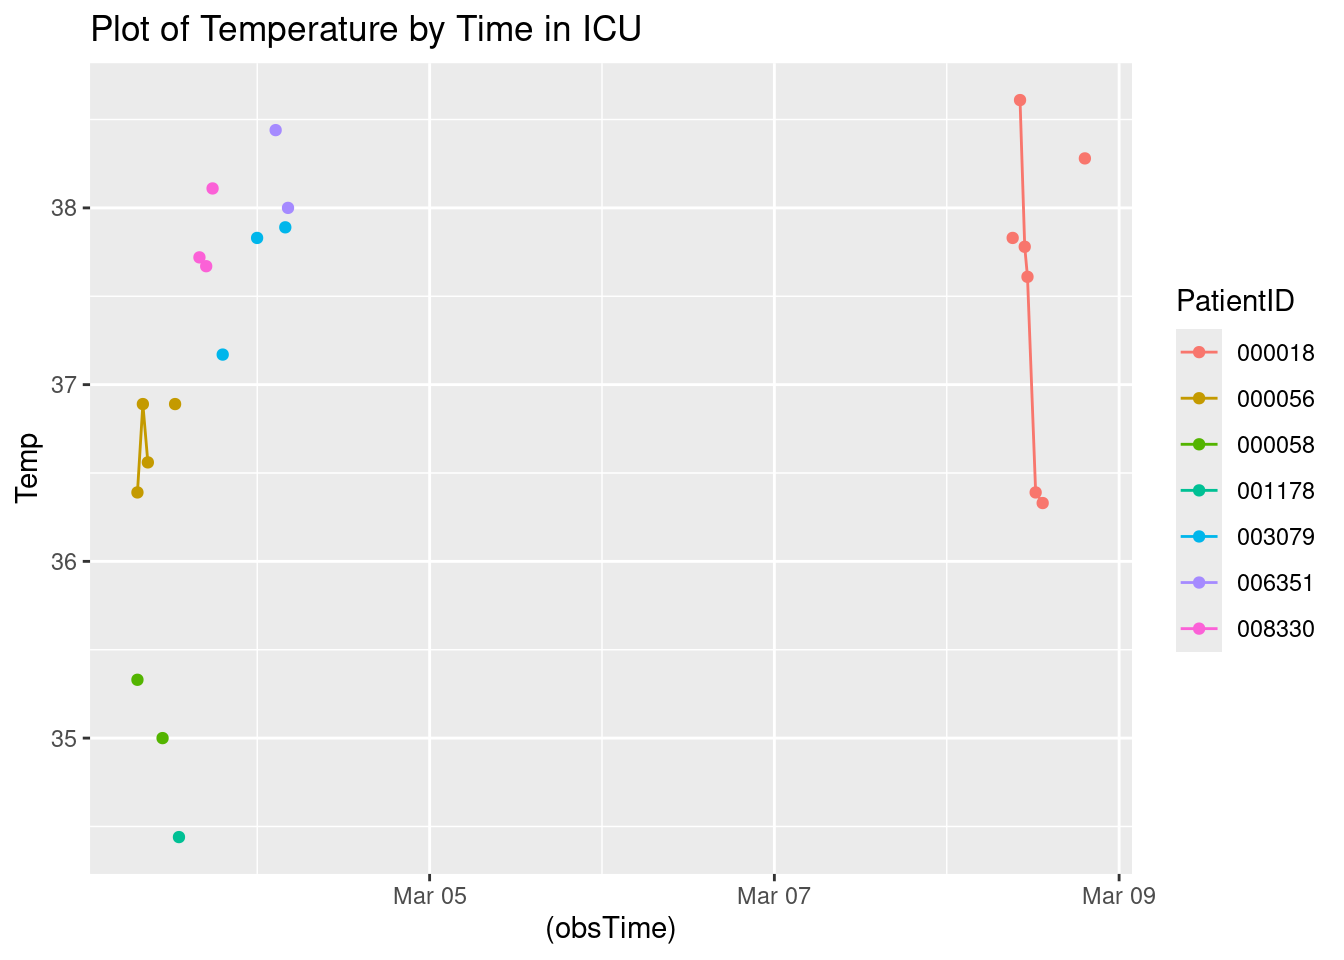 Plot of Temperature by Time in ICU
38
37
36
35
Temp
Mar 05
Mar 07
Mar 09
(obsTime)
PatientID
000018
000056
000058
001178
003079
006351
008330